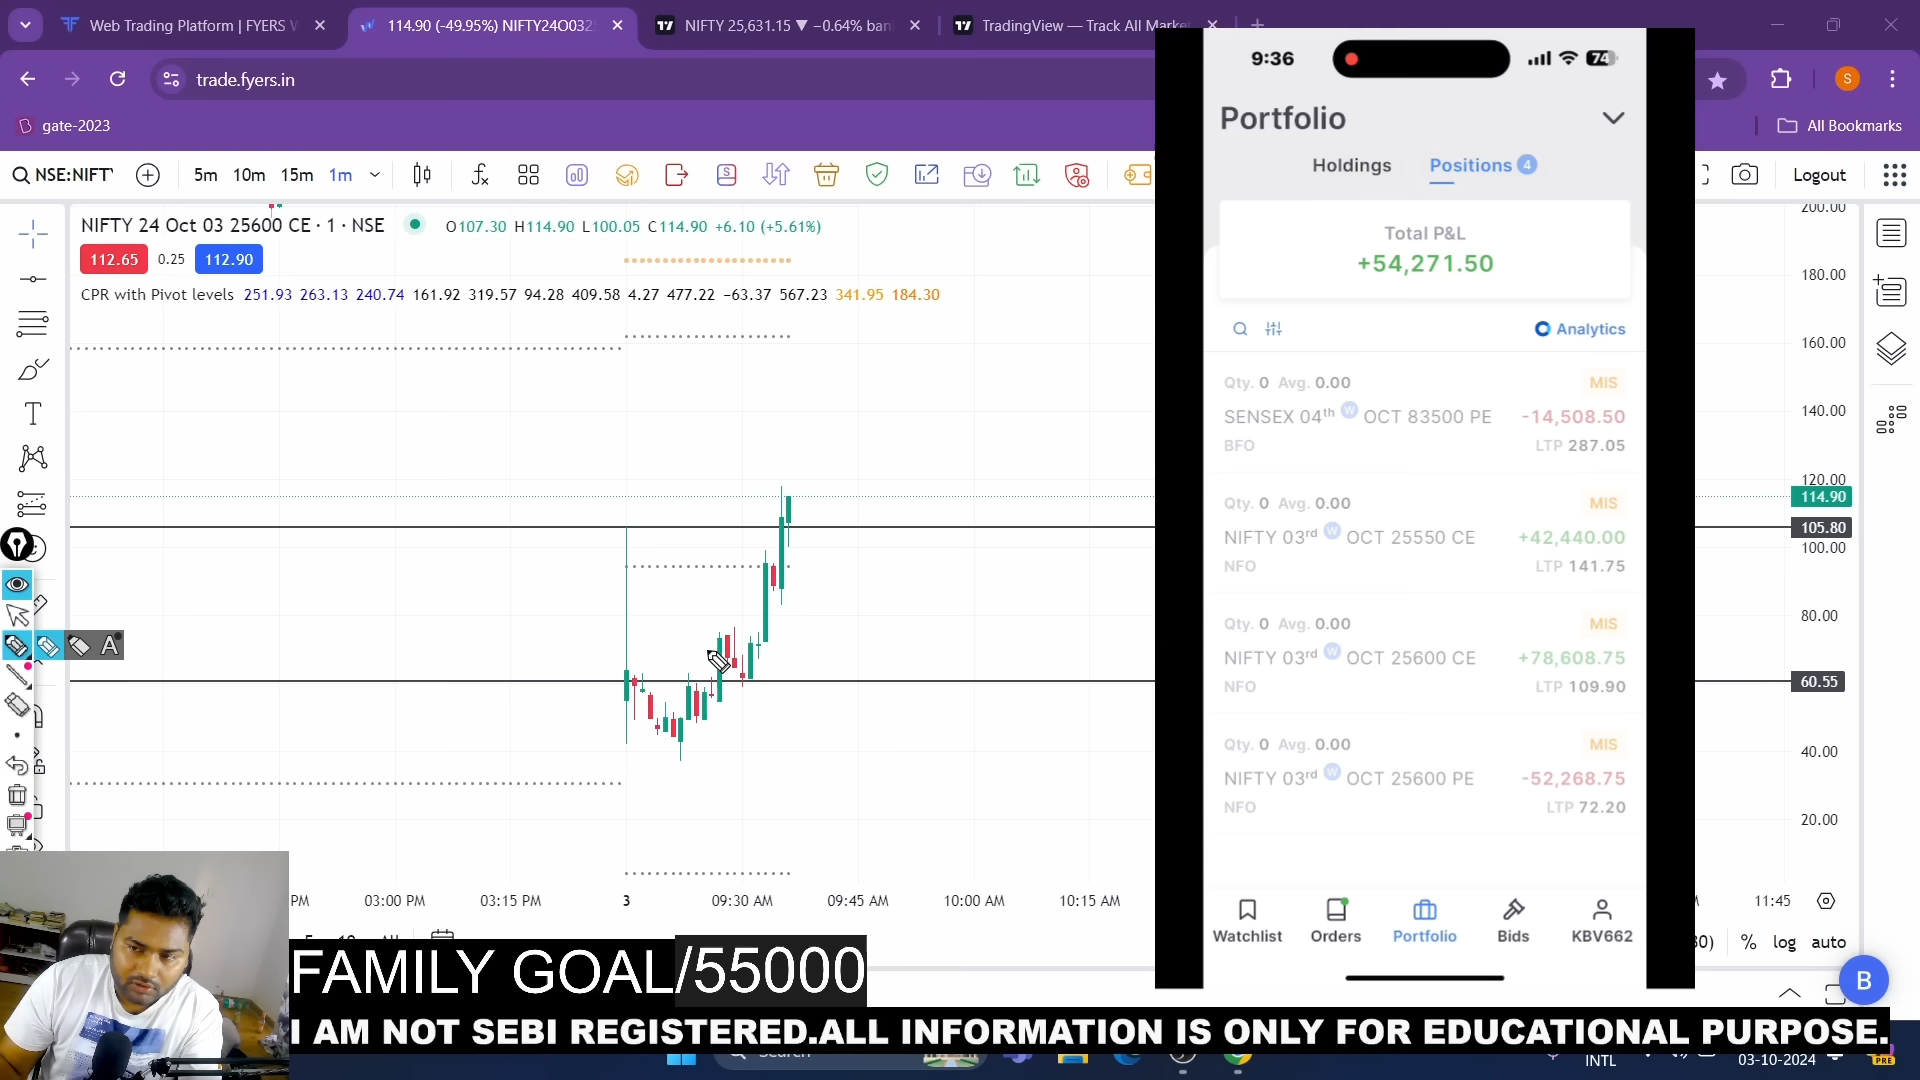 Web Trading Platform | FYERS W
114.90 (-49.95%) NIFTY24O032
NIFTY 25,631.15 ▼ −0.64% ban
TradingView — Track All Marke
trade.fyers.in
S
gate-2023
All Bookmarks
NSE:NIFTY
5m 10m 15m 1m
Logout
NIFTY 24 Oct 03 25600 CE · 1 · NSE
O107.30 H114.90 L100.05 C114.90 +6.10 (+5.61%)
112.65 0.25 112.90
CPR with Pivot levels 251.93 263.13 240.74 161.92 319.57 94.28 409.58 4.27 477.22 −63.37 567.23 341.95 184.30
200.00
180.00
160.00
140.00
120.00
114.90
105.80
100.00
80.00
60.55
40.00
20.00
A
PM 03:00 PM 03:15 PM 3 09:30 AM 09:45 AM 10:00 AM 10:15 AM 11:45
% log auto
9:36
74
Portfolio
Holdings Positions 4
Total P&L
+54,271.50
Analytics
Qty. 0 Avg. 0.00 MIS
SENSEX 04th W OCT 83500 PE -14,508.50
BFO LTP 287.05
Qty. 0 Avg. 0.00 MIS
NIFTY 03rd W OCT 25550 CE +42,440.00
NFO LTP 141.75
Qty. 0 Avg. 0.00 MIS
NIFTY 03rd W OCT 25600 CE +78,608.75
NFO LTP 109.90
Qty. 0 Avg. 0.00 MIS
NIFTY 03rd W OCT 25600 PE -52,268.75
NFO LTP 72.20
Watchlist Orders Portfolio Bids KBV662
B
FAMILY GOAL/55000
I AM NOT SEBI REGISTERED.ALL INFORMATION IS ONLY FOR EDUCATIONAL PURPOSE.
Search
INTL
03-10-2024
PRE